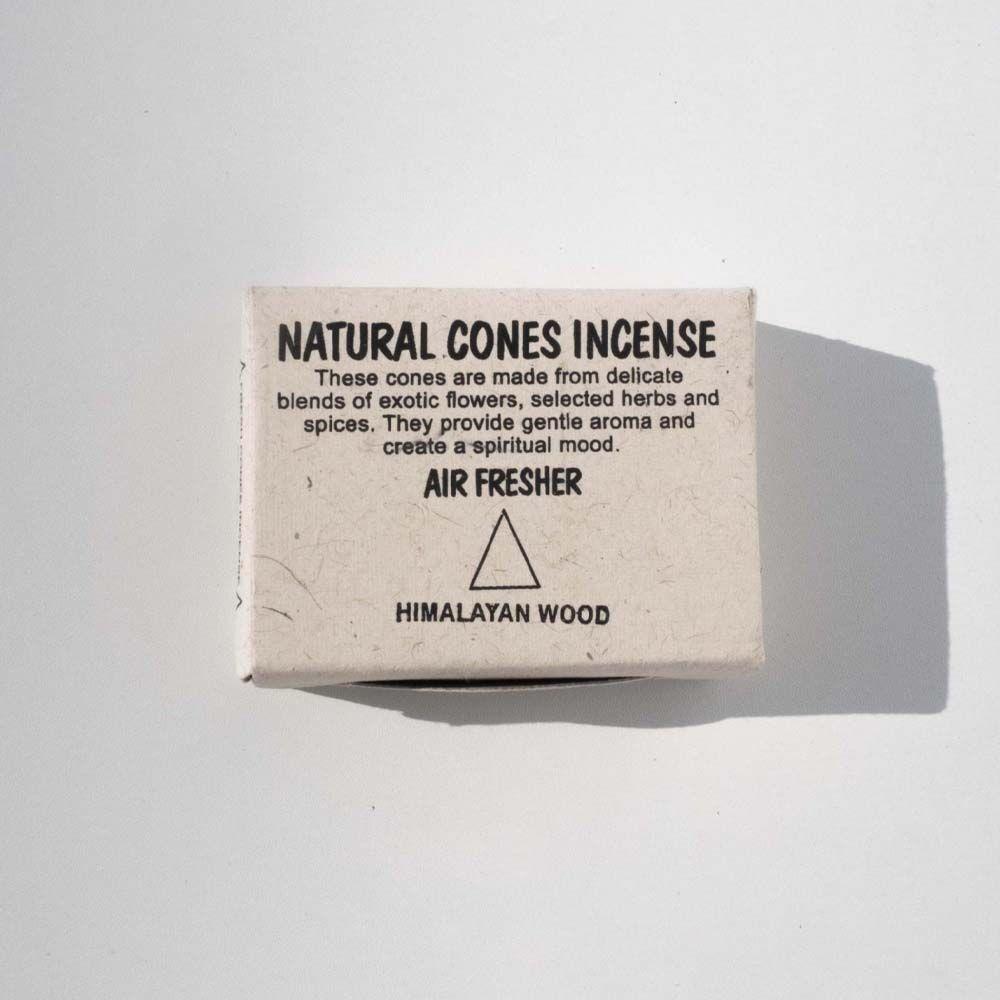 NATURAL CONES INCENSE
These cones are made from delicate
blends of exotic flowers, selected herbs and
spices. They provide gentle aroma and
create a spiritual mood.
AIR FRESHER
HIMALAYAN WOOD